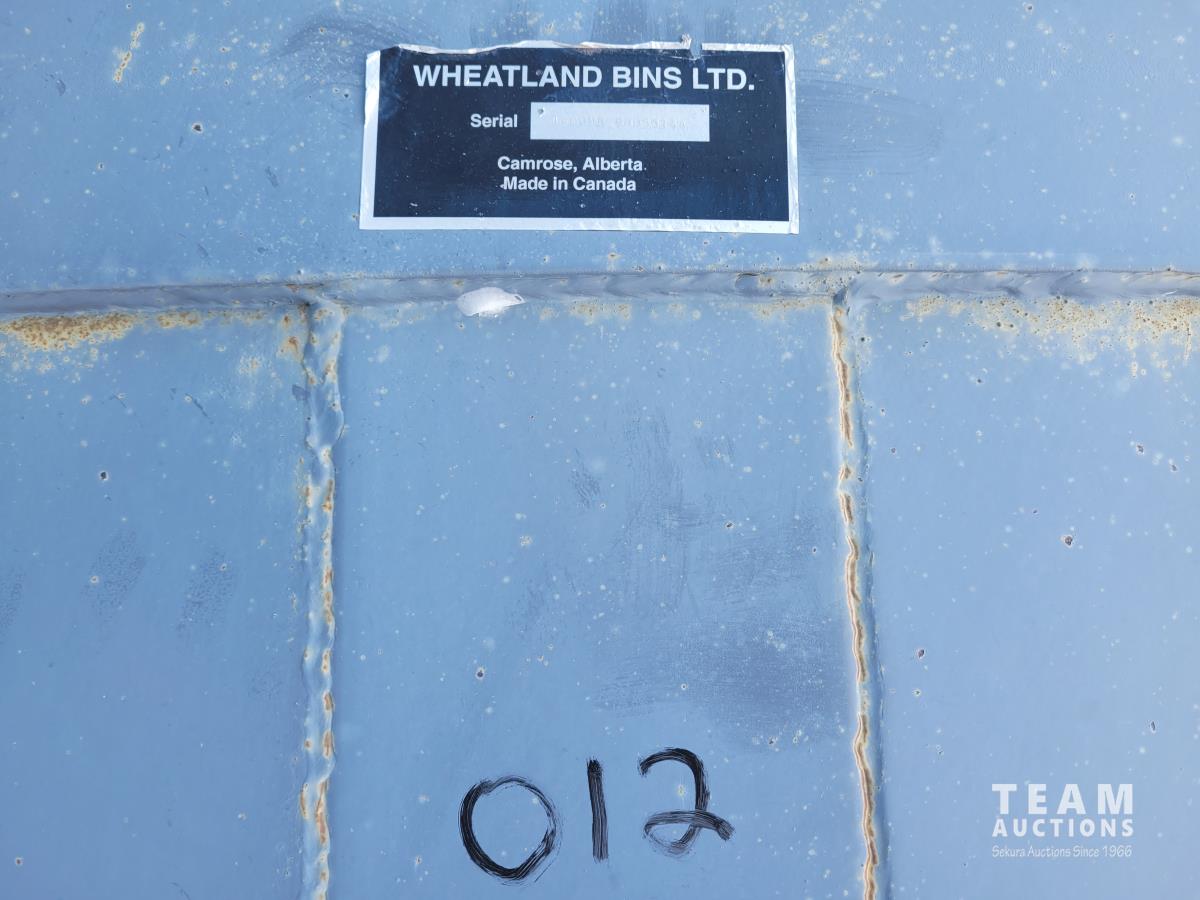 WHEATLAND BINS LTD.
Serial
Camrose, Alberta
Made in Canada
012
TEAM
AUCTIONS
Sekura Auctions Since 1966